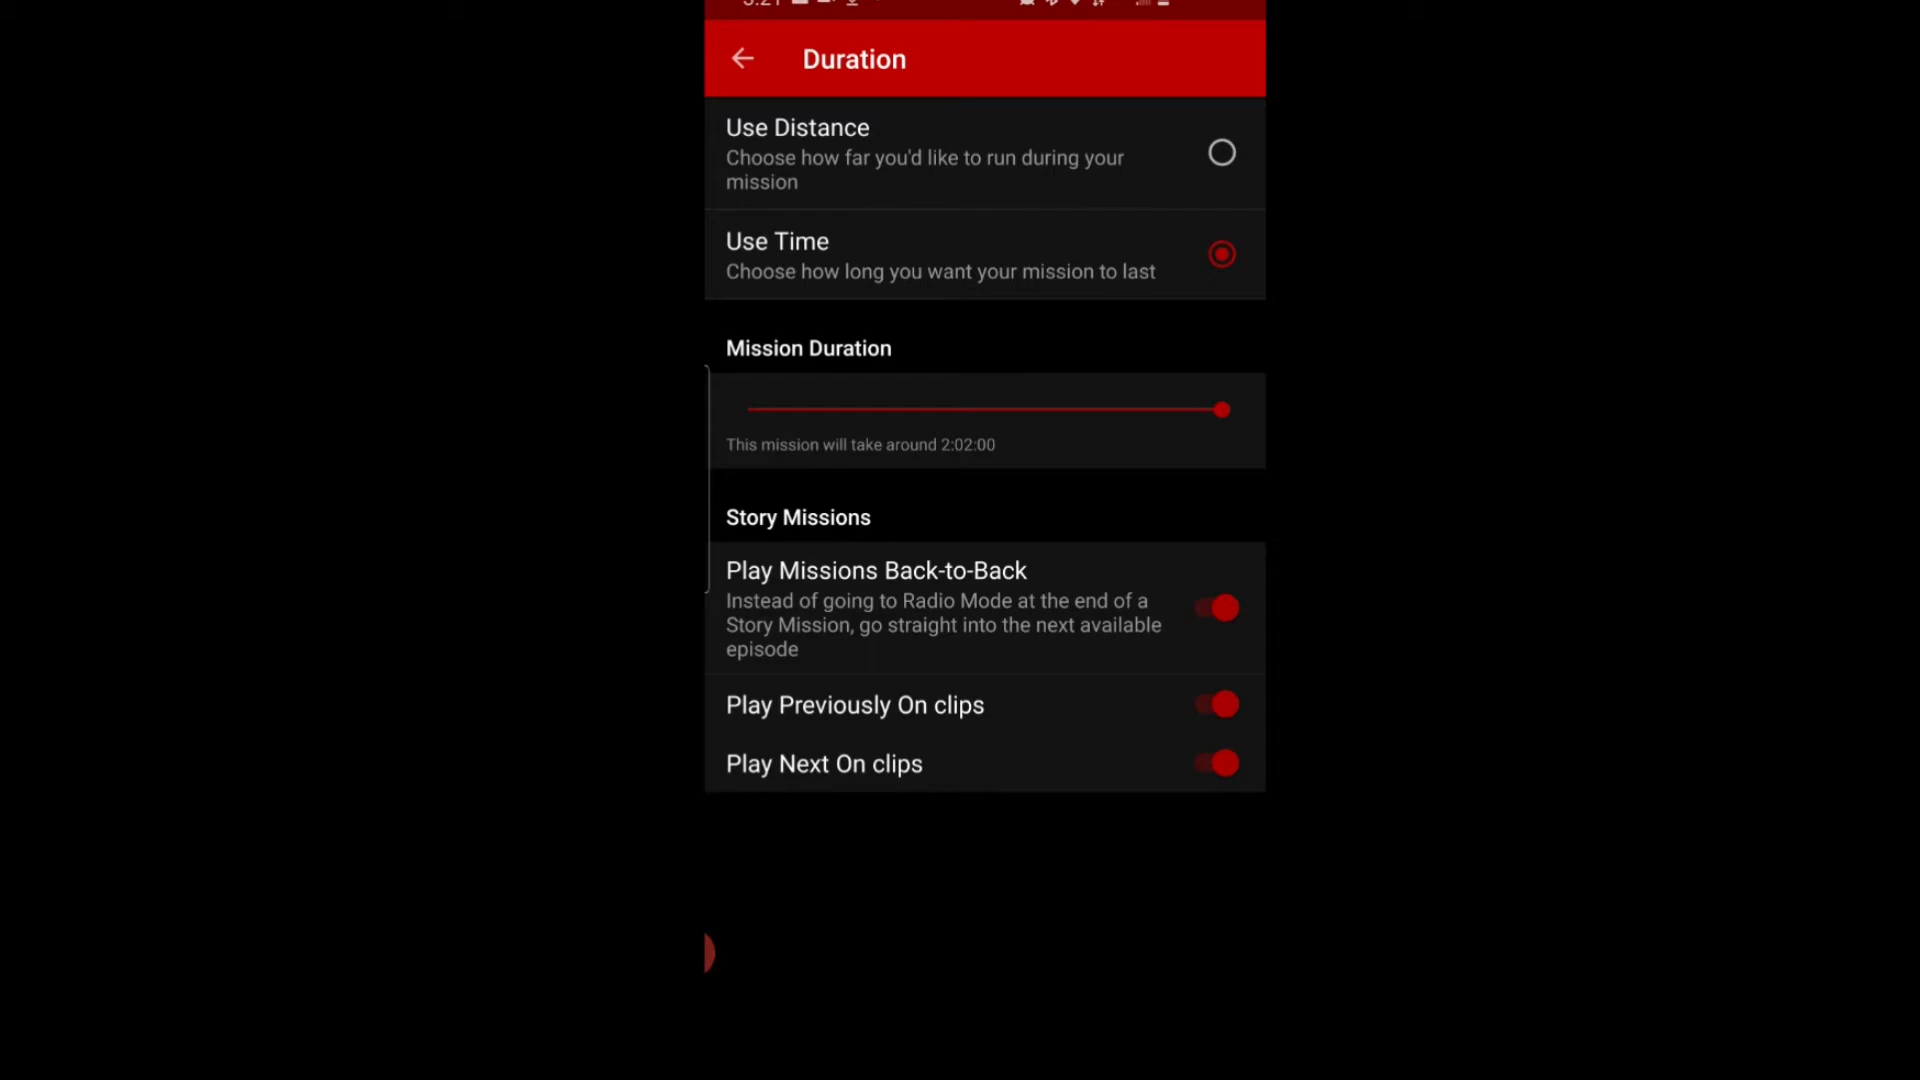 Duration
Use Distance
Choose how far you'd like to run during your
mission
Use Time
Choose how long you want your mission to last
Mission Duration
This mission will take around 2:02:00
Story Missions
Play Missions Back-to-Back
Instead of going to Radio Mode at the end of a
Story Mission, go straight into the next available
episode
Play Previously On clips
Play Next On clips